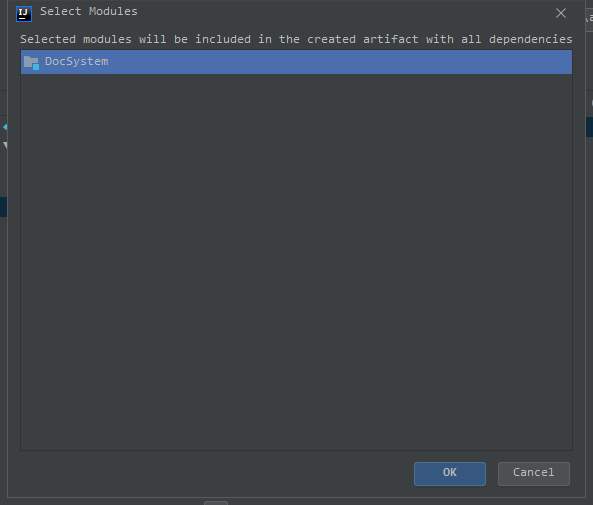 IJ
Select Modules
Selected modules will be included in the created artifact with all dependencies
DocSystem
OK
Cancel